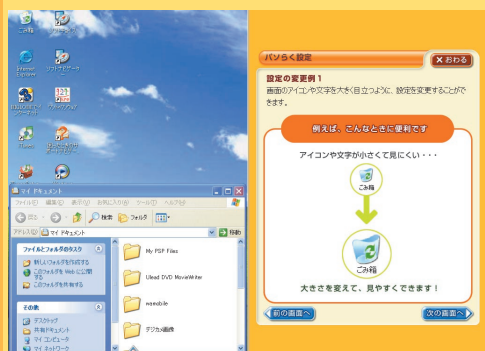 ごみ箱
Internet
Explorer
iTunes
マイ ドキュメント
ファイル(F) 編集(E) 表示(V) お気に入り(A) ツール(T) ヘルプ(H)
戻る
検索
フォルダ
アドレス(D)
マイ ドキュメント
移動
ファイルとフォルダのタスク
新しいフォルダを作成する
このフォルダを Web に公開
する
このフォルダを共有する
その他
デスクトップ
共有ドキュメント
マイ コンピュータ
マイ ネットワーク
My PSP Files
Ulead DVD MovieWriter
wamobile
デジカメ画像
パソらく設定
× おわる
設定の変更例1
画面のアイコンや文字を大きく目立つように、設定を変更することがで
きます。
例えば、こんなときに便利です
アイコンや文字が小さくて見にくい・・・
ごみ箱
ごみ箱
大きさを変えて、見やすくできます!
前の画面へ
次の画面へ